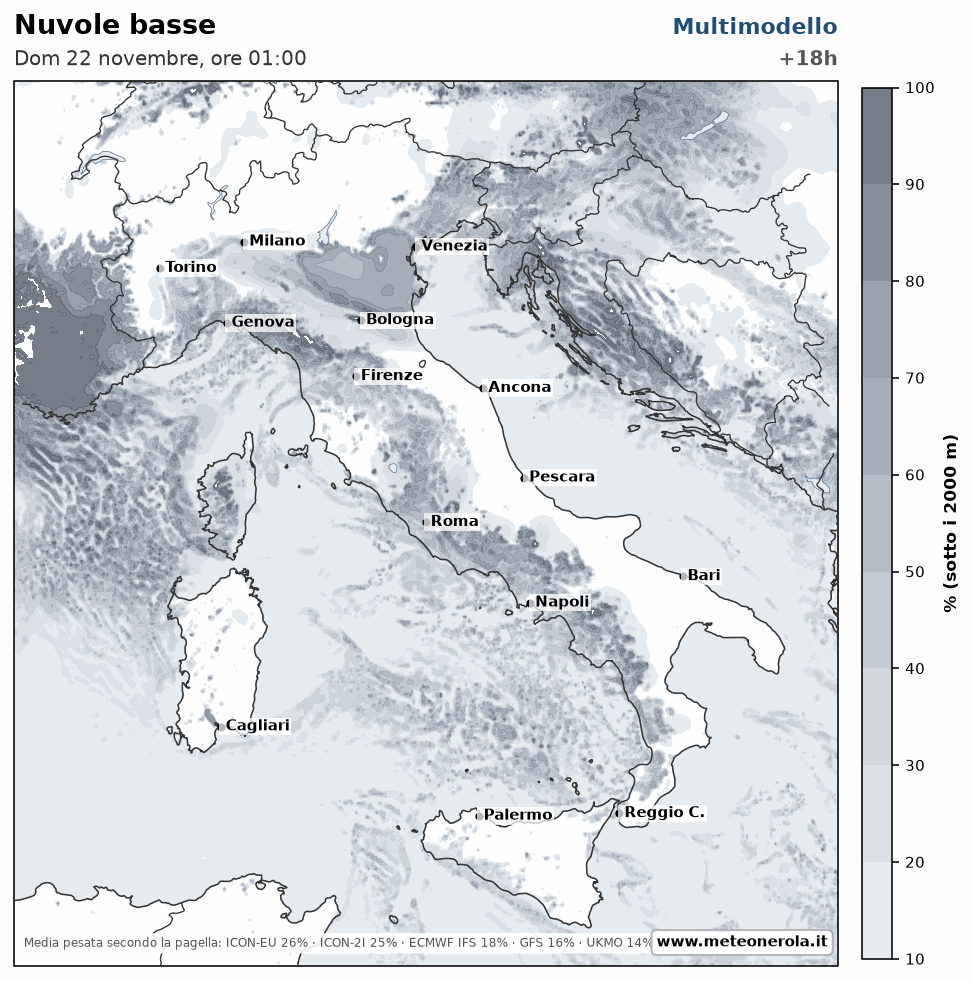 Nuvole basse
Multimodello
Dom 22 novembre, ore 01:00
+18h
Milano
Venezia
Torino
Genova
Bologna
Firenze
Ancona
Pescara
Roma
Bari
Napoli
Cagliari
Palermo
Reggio C.
Media pesata secondo la pagella: ICON-EU 26% · ICON-2I 25% · ECMWF IFS 18% · GFS 16% · UKMO 14%
www.meteonerola.it
100
90
80
70
60
50
40
30
20
10
% (sotto i 2000 m)